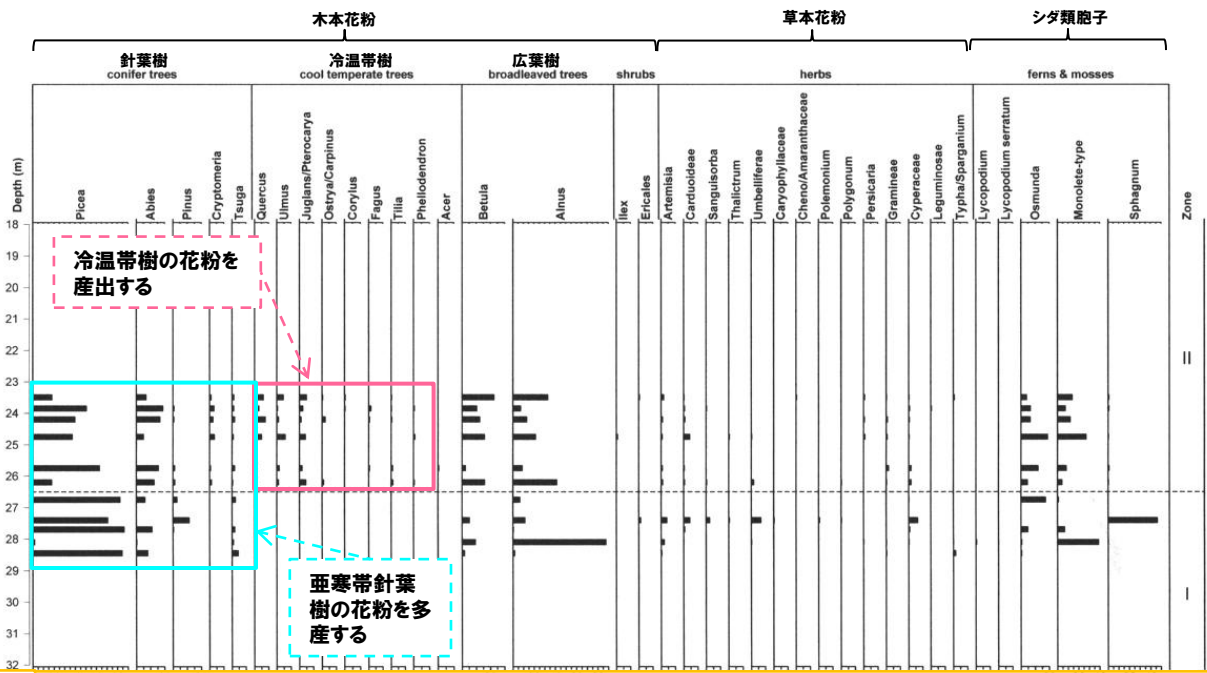 木本花粉
草本花粉
シダ類胞子
針葉樹
冷温帯樹
広葉樹
conifer trees
cool temperate trees
broadleaved trees
shrubs
herbs
ferns & mosses
Depth (m)
Picea
Abies
Pinus
Cryptomeria
Tsuga
Quercus
Ulmus
Juglans/Pterocarya
Ostrya/Carpinus
Corylus
Fagus
Tilia
Phellodendron
Acer
Betula
Alnus
Ilex
Ericales
Artemisia
Carduoideae
Sanguisorba
Thalictrum
Umbelliferae
Caryophyllaceae
Cheno/Amaranthaceae
Polemonium
Polygonum
Persicaria
Gramineae
Cyperaceae
Leguminosae
Typha/Sparganium
Lycopodium
Lycopodium serratum
Osmunda
Monolete-type
Sphagnum
Zone
18
19
20
21
22
23
24
25
26
27
28
29
30
31
32
冷温帯樹の花粉を
産出する
亜寒帯針葉
樹の花粉を多
産する
II
I